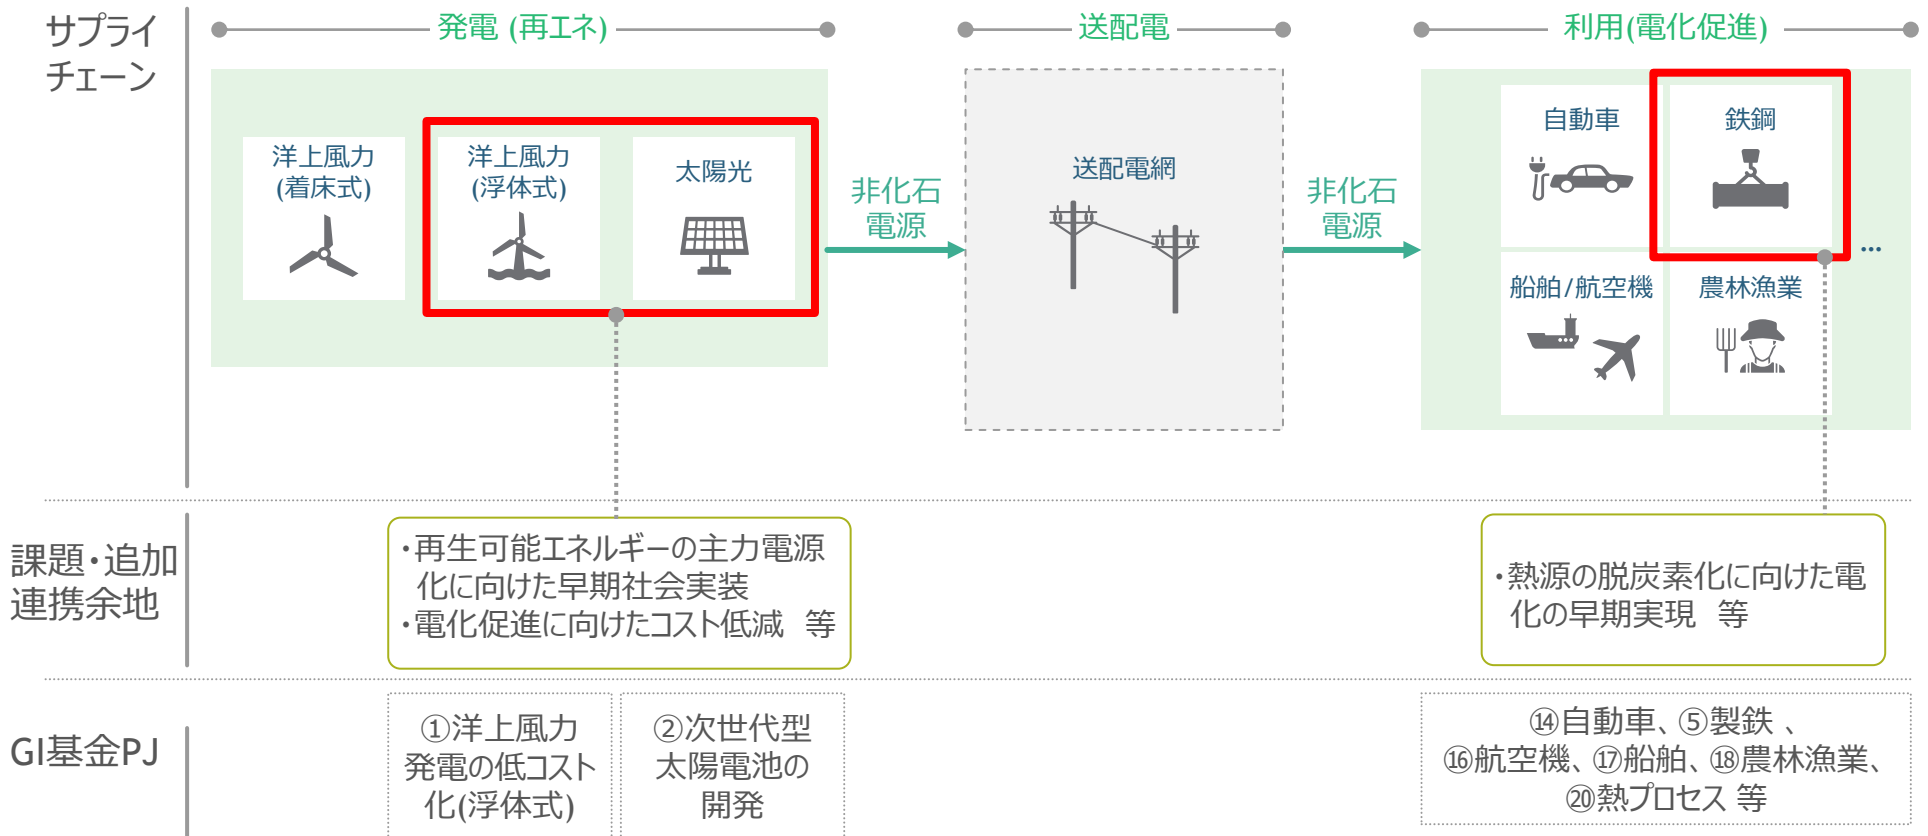 サプライ
チェーン
発電 (再エネ)
送配電
利用(電化促進)
洋上風力
(着床式)
洋上風力
(浮体式)
太陽光
非化石
電源
送配電網
非化石
電源
自動車
鉄鋼
船舶/航空機
農林漁業
…
課題・追加
連携余地
・再生可能エネルギーの主力電源
化に向けた早期社会実装
・電化促進に向けたコスト低減 等
・熱源の脱炭素化に向けた電
化の早期実現 等
GI基金PJ
①洋上風力
発電の低コスト
化(浮体式)
②次世代型
太陽電池の
開発
⑭自動車、⑤製鉄 、
⑯航空機、⑰船舶、⑱農林漁業、
⑳熱プロセス 等